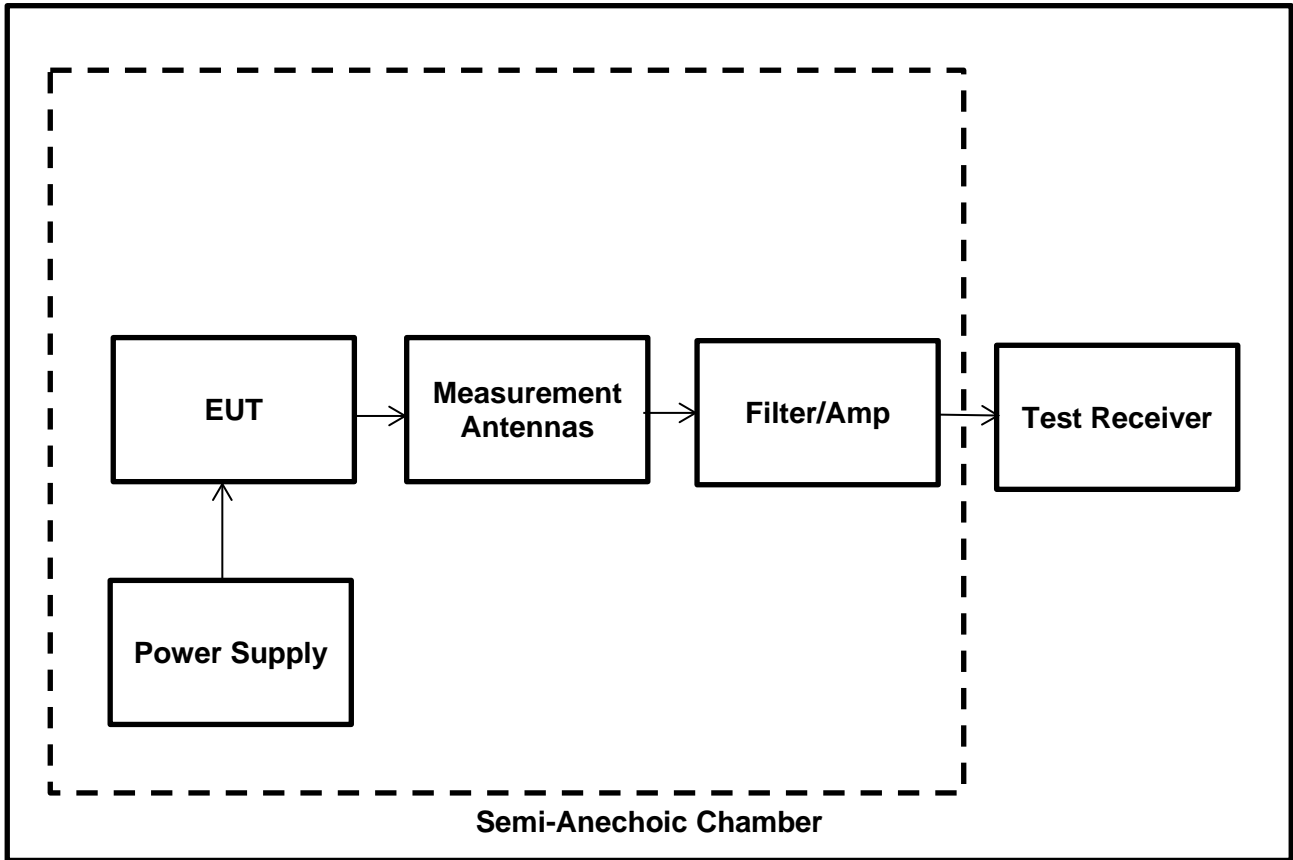 EUT
Measurement
Antennas
Filter/Amp
Test Receiver
Power Supply
Semi-Anechoic Chamber